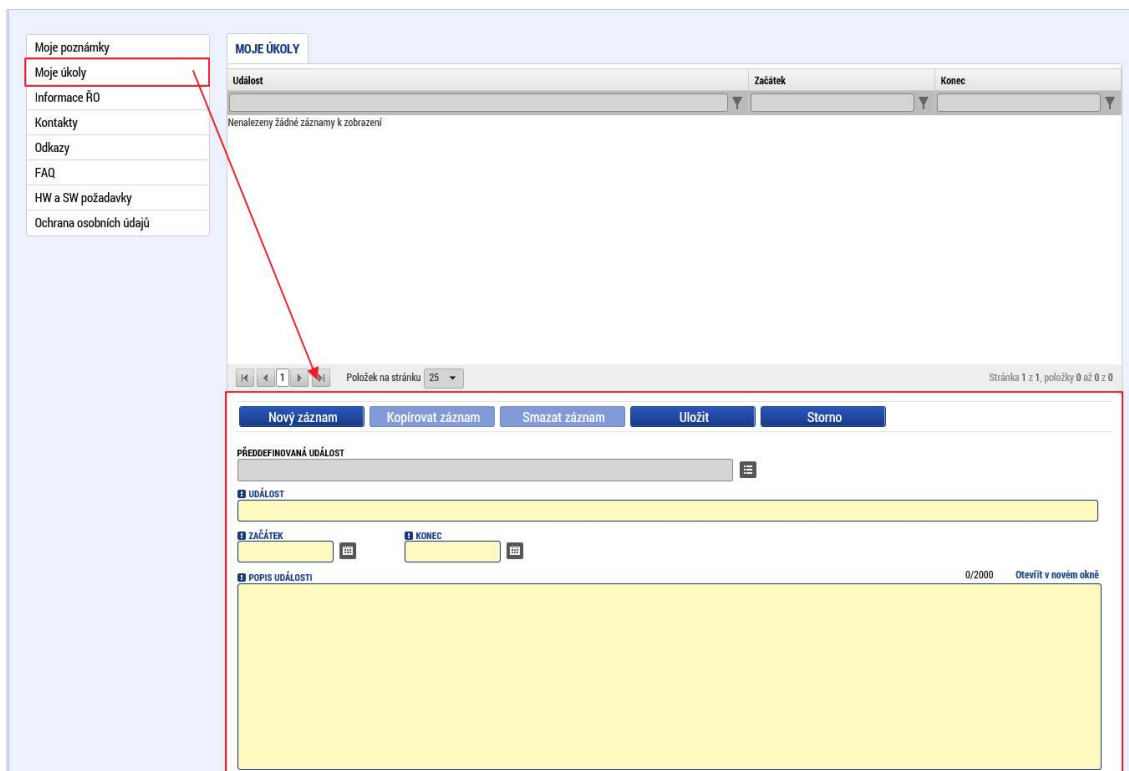 Moje poznámky
Moje úkoly
Informace ŘO
Kontakty
Odkazy
FAQ
HW a SW požadavky
Ochrana osobních údajů
MOJE ÚKOLY
Událost Začátek Konec
Nenalezeny žádné záznamy k zobrazení
1 Položek na stránku 25 Stránka 1 z 1, položky 0 až 0 z 0
Nový záznam Kopírovat záznam Smazat záznam Uložit Storno
PŘEDDEFINOVANÁ UDÁLOST
UDÁLOST
ZAČÁTEK KONEC
POPIS UDÁLOSTI 0/2000 Otevřít v novém okně